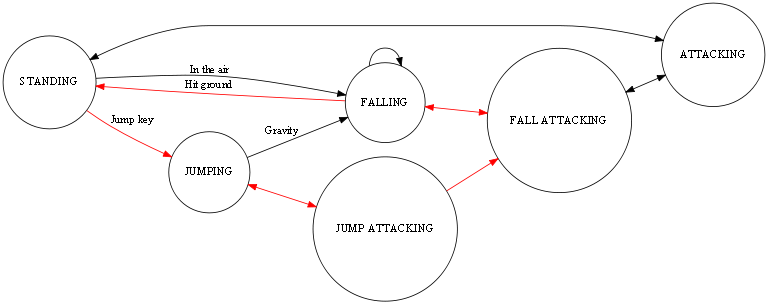 ATTACKING
In the air
STANDING
Hit ground
FALLING
FALL ATTACKING
Jump key
Gravity
JUMPING
JUMP ATTACKING